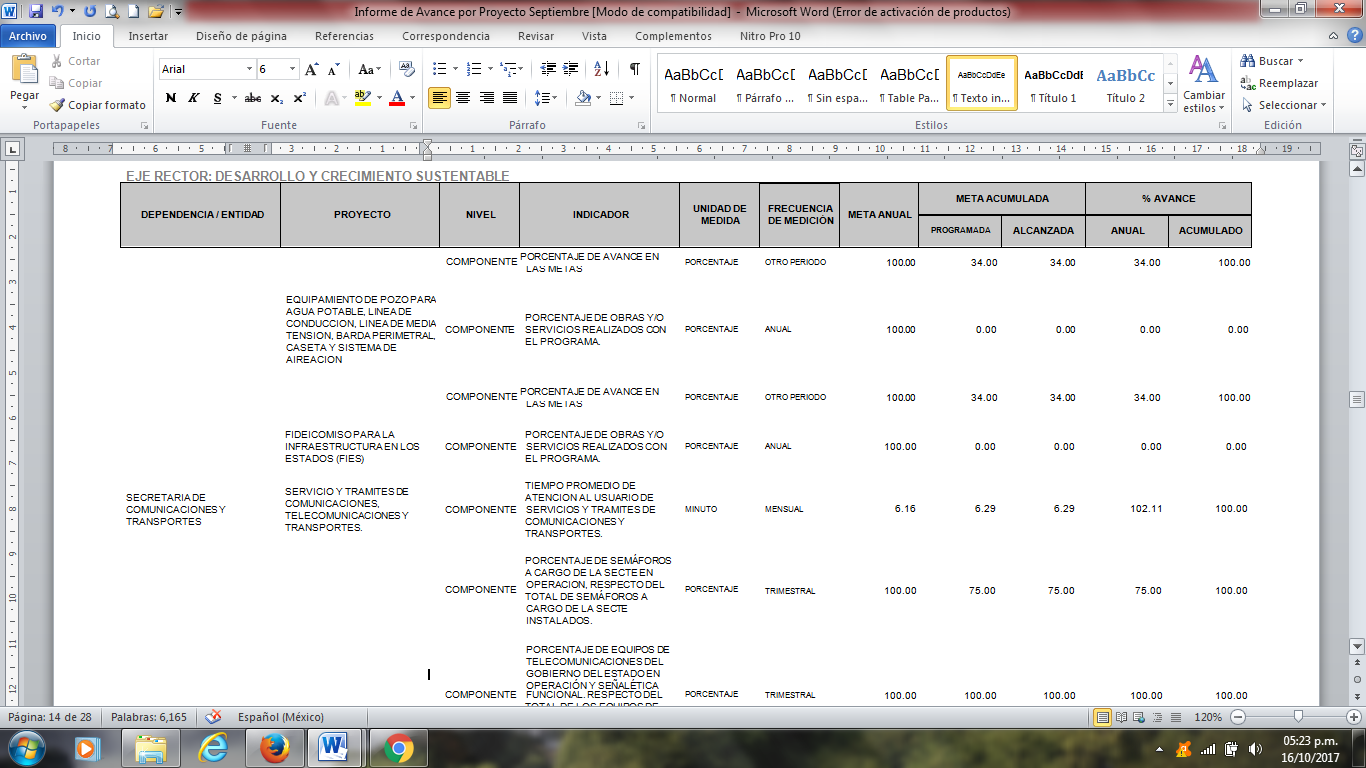 Informe de Avance por Proyecto Septiembre [Modo de compatibilidad] - Microsoft Word (Error de activación de productos)
Archivo Inicio Insertar Diseño de página Referencias Correspondencia Revisar Vista Complementos Nitro Pro 10
Pegar
Cortar
Copiar
Copiar formato
Portapapeles
Arial 6
N K S abc x₂ x²
Fuente
Párrafo
AaBbCcI AaBbCcI AaBbCcI AaBbCcI AaBbCcDdEe AaBbCcDdE AaBbCc
¶ Normal ¶ Párrafo ... ¶ Sin espa... ¶ Table Pa... ¶ Texto in... ¶ Título 1 Título 2
Cambiar estilos
Estilos
Buscar
Reemplazar
Seleccionar
Edición
EJE RECTOR: DESARROLLO Y CRECIMIENTO SUSTENTABLE
DEPENDENCIA / ENTIDAD PROYECTO NIVEL INDICADOR UNIDAD DE MEDIDA FRECUENCIA DE MEDICIÓN META ANUAL META ACUMULADA % AVANCE
PROGRAMADA ALCANZADA ANUAL ACUMULADO
COMPONENTE PORCENTAJE DE AVANCE EN
LAS METAS
PORCENTAJE OTRO PERIODO 100.00 34.00 34.00 34.00 100.00
EQUIPAMIENTO DE POZO PARA
AGUA POTABLE, LINEA DE
CONDUCCION, LINEA DE MEDIA
TENSION, BARDA PERIMETRAL,
CASETA Y SISTEMA DE
AIREACION
COMPONENTE
PORCENTAJE DE OBRAS Y/O
SERVICIOS REALIZADOS CON
EL PROGRAMA.
PORCENTAJE ANUAL 100.00 0.00 0.00 0.00 0.00
COMPONENTE PORCENTAJE DE AVANCE EN
LAS METAS
PORCENTAJE OTRO PERIODO 100.00 34.00 34.00 34.00 100.00
FIDEICOMISO PARA LA
INFRAESTRUCTURA EN LOS
ESTADOS (FIES)
COMPONENTE
PORCENTAJE DE OBRAS Y/O
SERVICIOS REALIZADOS CON
EL PROGRAMA.
PORCENTAJE ANUAL 100.00 0.00 0.00 0.00 0.00
SECRETARIA DE
COMUNICACIONES Y
TRANSPORTES
SERVICIO Y TRAMITES DE
COMUNICACIONES,
TELECOMUNICACIONES Y
TRANSPORTES.
COMPONENTE
TIEMPO PROMEDIO DE
ATENCION AL USUARIO DE
SERVICIOS Y TRAMITES DE
COMUNICACIONES Y
TRANSPORTES.
MINUTO MENSUAL 6.16 6.29 6.29 102.11 100.00
COMPONENTE
PORCENTAJE DE SEMÁFOROS
A CARGO DE LA SECTE EN
OPERACION, RESPECTO DEL
TOTAL DE SEMÁFOROS A
CARGO DE LA SECTE
INSTALADOS.
PORCENTAJE TRIMESTRAL 100.00 75.00 75.00 75.00 100.00
COMPONENTE
PORCENTAJE DE EQUIPOS DE
TELECOMUNICACIONES DEL
GOBIERNO DEL ESTADO EN
OPERACIÓN Y SEÑALÉTICA
FUNCIONAL. RESPECTO DEL
TOTAL DE LOS EQUIPOS DE
PORCENTAJE TRIMESTRAL 100.00 100.00 100.00 100.00 100.00
Página: 14 de 28 Palabras: 6,165 Español (México) 120%
05:23 p.m.
16/10/2017